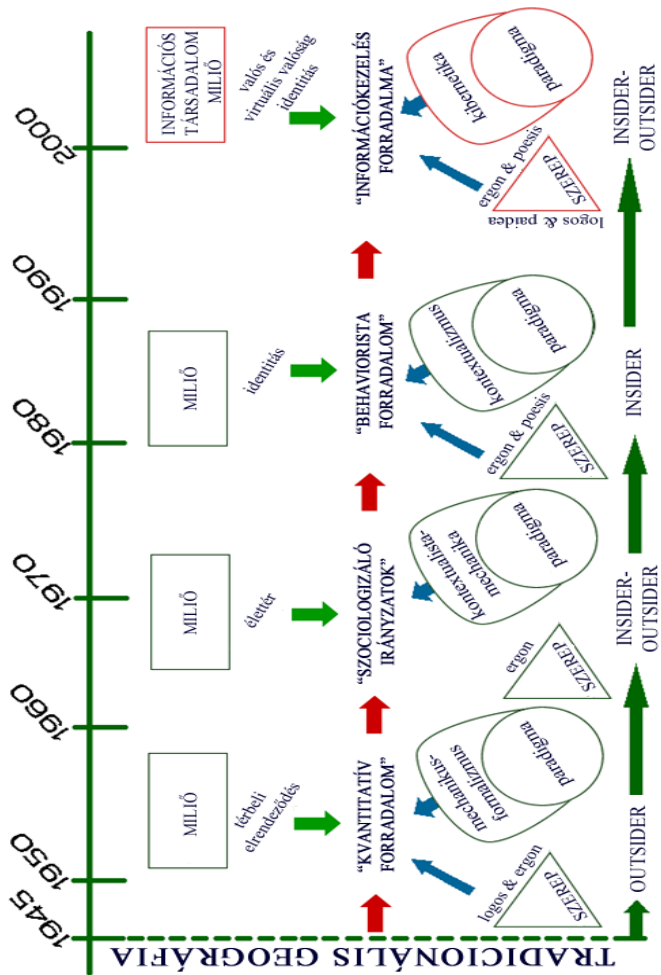 1945
1950
1960
1970
1980
1990
2000
TRADICIONÁLIS GEOGRÁFIA
MILIŐ
térbeli
elrendeződés
"KVANTITATÍV
FORRADALOM"
logos & ergon
SZEREP
mechanikus-
formalizmus
paradigma
OUTSIDER
MILIŐ
élettér
"SZOCIOLOGIZÁLÓ
IRÁNYZATOK"
ergon
SZEREP
kontextualista-
mechanika
paradigma
INSIDER-
OUTSIDER
MILIŐ
identitás
"BEHAVIORISTA
FORRADALOM"
ergon & poesis
SZEREP
kontextualizmus
paradigma
INSIDER
INFORMÁCIÓS
TÁRSADALOM
MILIŐ
valós és
virtuális valóság
identitás
"INFORMÁCIÓKEZELÉS
FORRADALMA"
ergon & poesis
SZEREP
logos & paidea
kibernetika
paradigma
INSIDER-
OUTSIDER